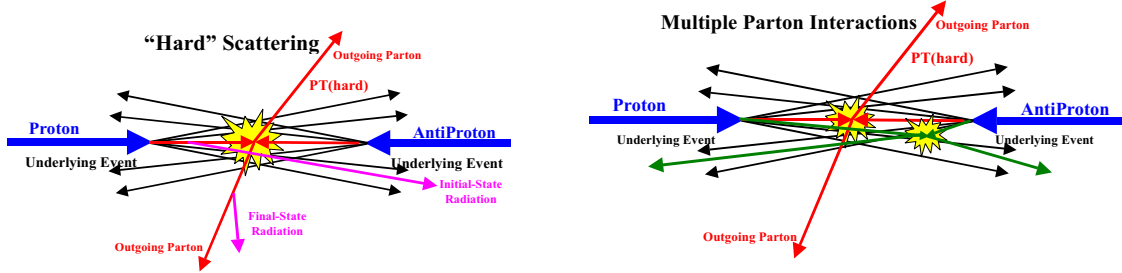 “Hard” Scattering
Outgoing Parton
PT(hard)
Proton
AntiProton
Underlying Event
Underlying Event
Initial-State
Radiation
Final-State
Radiation
Outgoing Parton
Multiple Parton Interactions
Outgoing Parton
PT(hard)
Proton
AntiProton
Underlying Event
Underlying Event
Outgoing Parton